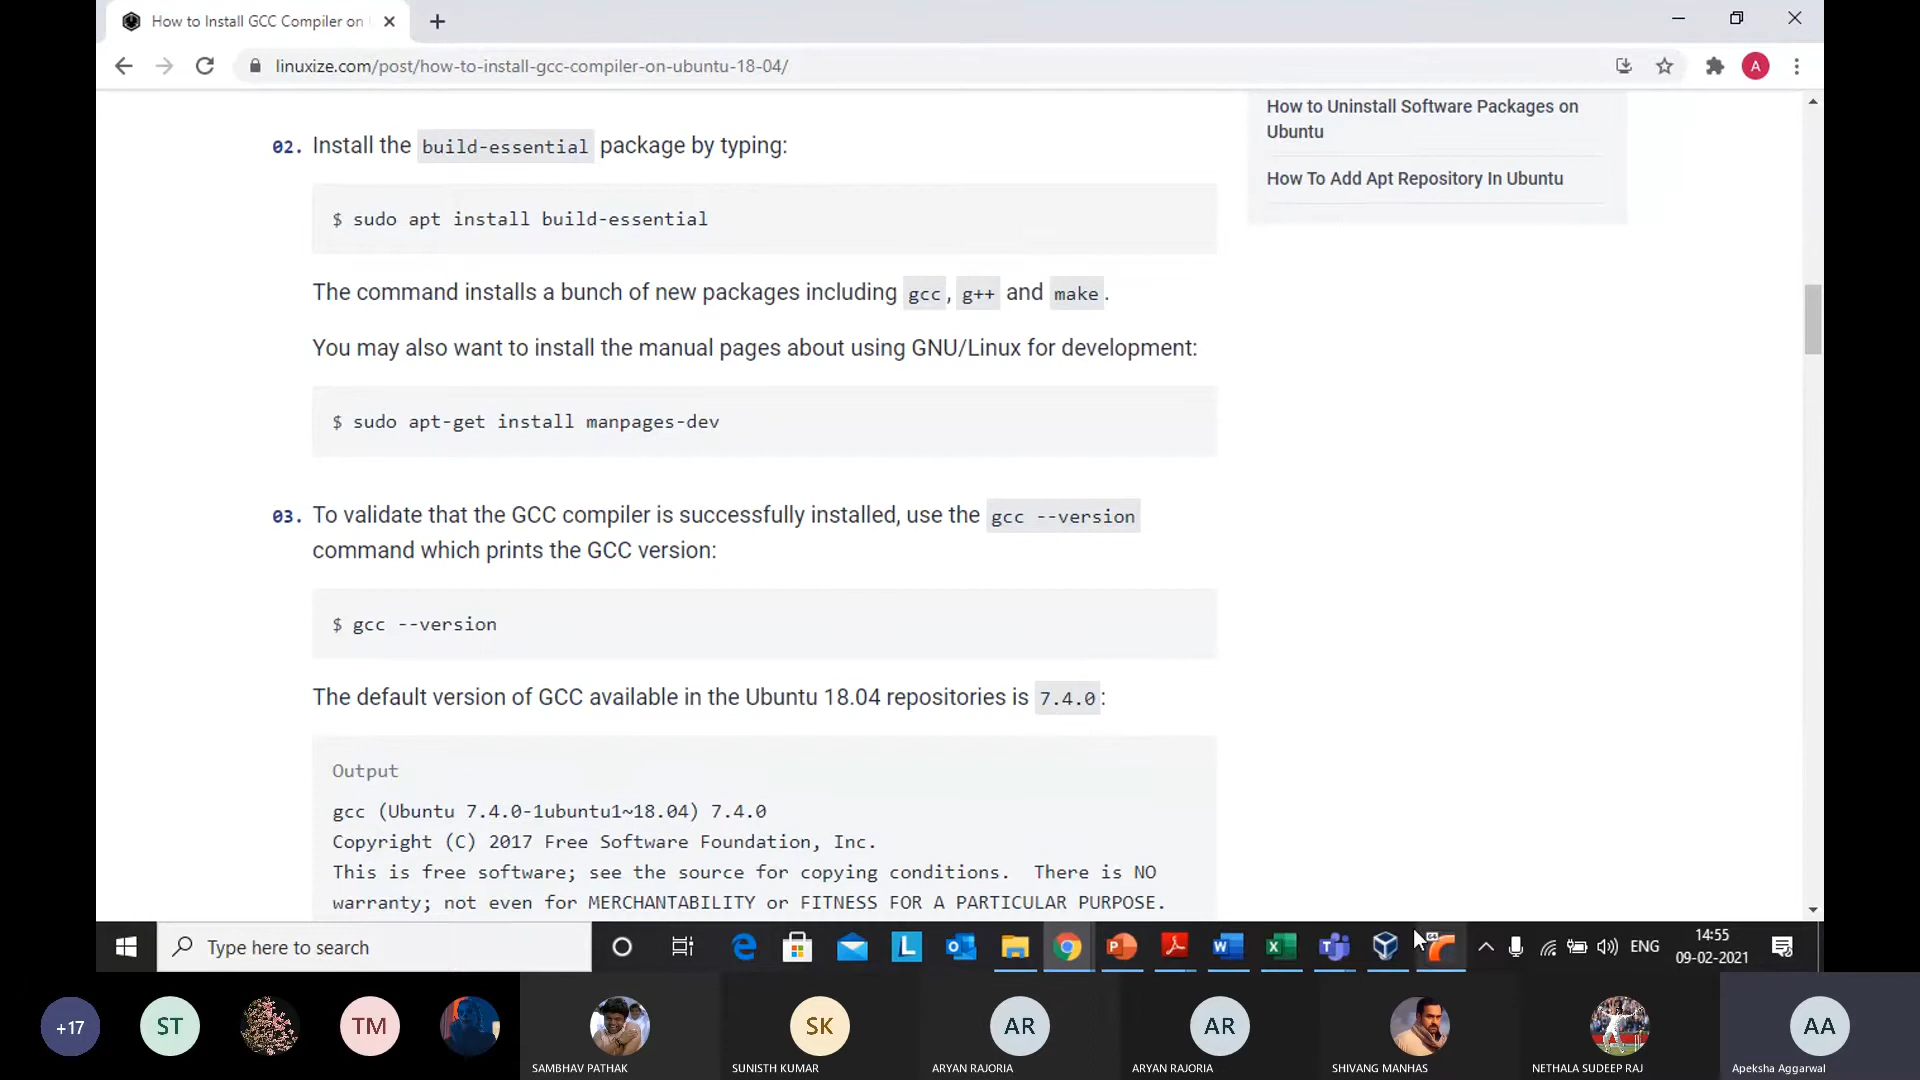 How to Install GCC Compiler on
linuxize.com/post/how-to-install-gcc-compiler-on-ubuntu-18-04/
A
How to Uninstall Software Packages on
Ubuntu
How To Add Apt Repository In Ubuntu
02. Install the build-essential package by typing:
$ sudo apt install build-essential
The command installs a bunch of new packages including gcc, g++ and make.
You may also want to install the manual pages about using GNU/Linux for development:
$ sudo apt-get install manpages-dev
03. To validate that the GCC compiler is successfully installed, use the gcc --version
command which prints the GCC version:
$ gcc --version
The default version of GCC available in the Ubuntu 18.04 repositories is 7.4.0:
Output
gcc (Ubuntu 7.4.0-1ubuntu1~18.04) 7.4.0
Copyright (C) 2017 Free Software Foundation, Inc.
This is free software; see the source for copying conditions.  There is NO
warranty; not even for MERCHANTABILITY or FITNESS FOR A PARTICULAR PURPOSE.
Type here to search
L
ENG
14:55
09-02-2021
+17
ST
TM
SK
AR
AR
AA
SAMBHAV PATHAK
SUNISTH KUMAR
ARYAN RAJORIA
ARYAN RAJORIA
SHIVANG MANHAS
NETHALA SUDEEP RAJ
Apeksha Aggarwal